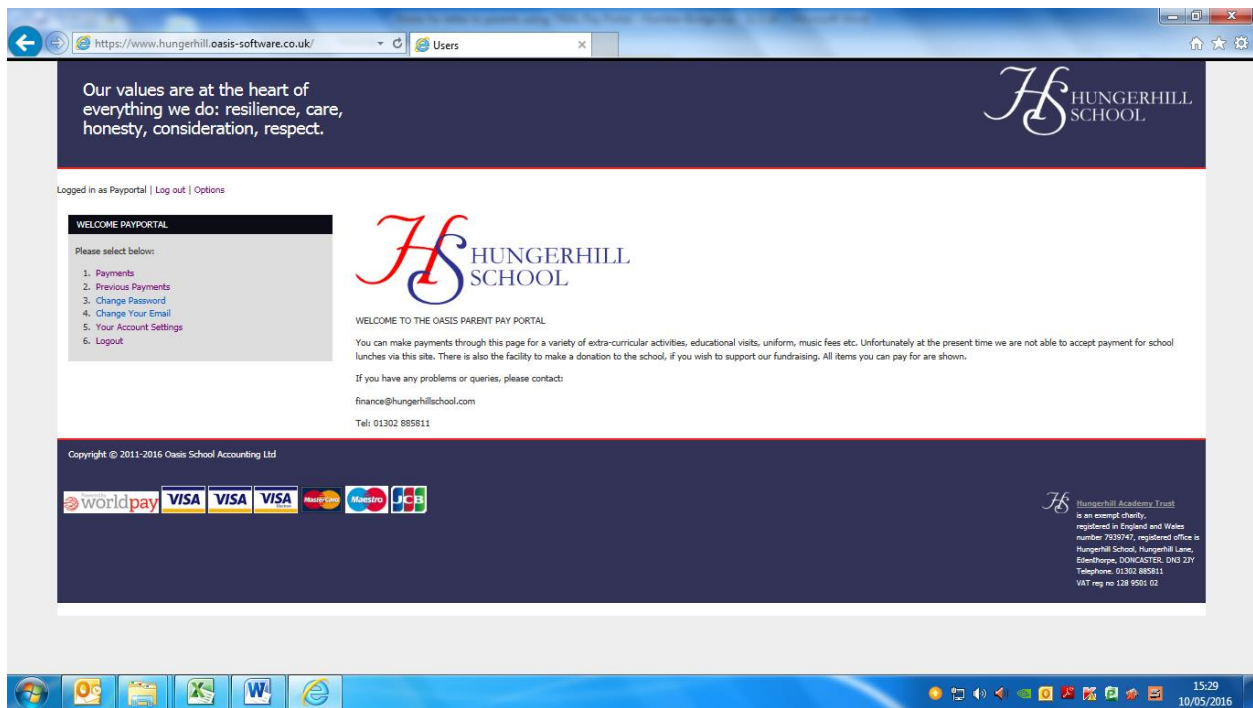 https://www.hungerhill.oasis-software.co.uk/
Users
Our values are at the heart of
everything we do: resilience, care,
honesty, consideration, respect.
HS HUNGERHILL
SCHOOL
Logged in as Payportal | Log out | Options
WELCOME PAYPORTAL
Please select below:
1. Payments
2. Previous Payments
3. Change Password
4. Change Your Email
5. Your Account Settings
6. Logout
HS HUNGERHILL
SCHOOL
WELCOME TO THE OASIS PARENT PAY PORTAL
You can make payments through this page for a variety of extra-curricular activities, educational visits, uniform, music fees etc. Unfortunately at the present time we are not able to accept payment for school
lunches via this site. There is also the facility to make a donation to the school, if you wish to support our fundraising. All items you can pay for are shown.
If you have any problems or queries, please contact:
finance@hungerhillschool.com
Tel: 01302 885811
Copyright © 2011-2016 Oasis School Accounting Ltd
worldpay VISA VISA VISA MasterCard Maestro JCB
HS Hungerhill Academy Trust
is an exempt charity,
registered in England and Wales
number 7939747, registered office is
Hungerhill School, Hungerhill Lane,
Edenthorpe, DONCASTER. DN3 2JY
Telephone. 01302 885811
VAT reg no 128 9501 02
15:29
10/05/2016